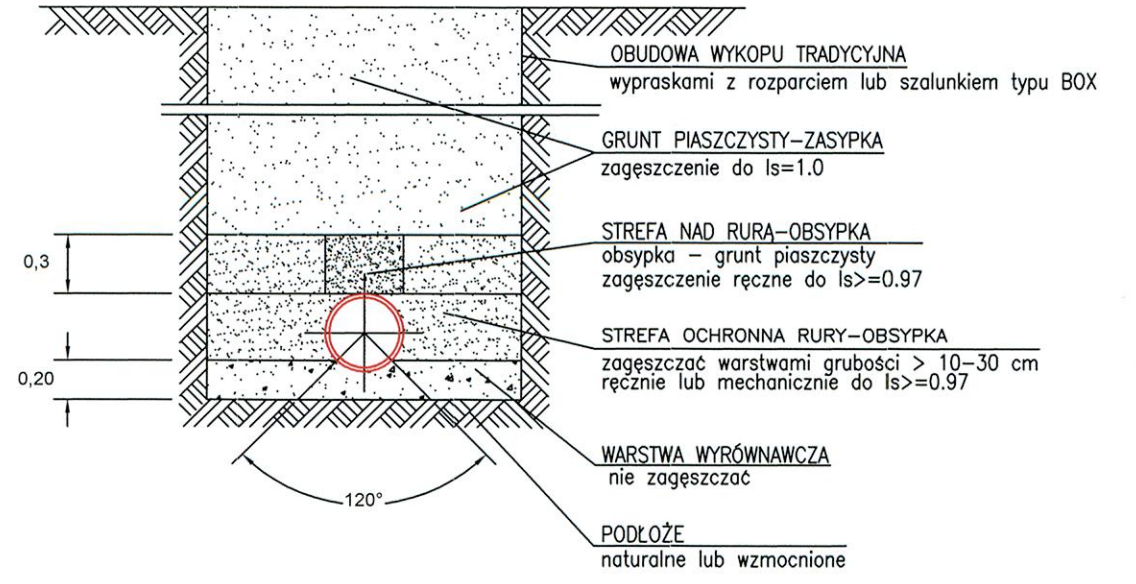 OBUDOWA WYKOPU TRADYCYJNA
wypraskami z rozparciem lub szalunkiem typu BOX
GRUNT PIASZCZYSTY-ZASYPKA
zagęszczenie do Is=1.0
STREFA NAD RURĄ-OBSYPKA
obsypka - grunt piaszczysty
zagęszczenie ręczne do Is>=0.97
STREFA OCHRONNA RURY-OBSYPKA
zagęszczać warstwami grubości > 10-30 cm
ręcznie lub mechanicznie do Is>=0.97
WARSTWA WYRÓWNAWCZA
nie zagęszczać
PODŁOŻE
naturalne lub wzmocnione
0,3
0,20
120°